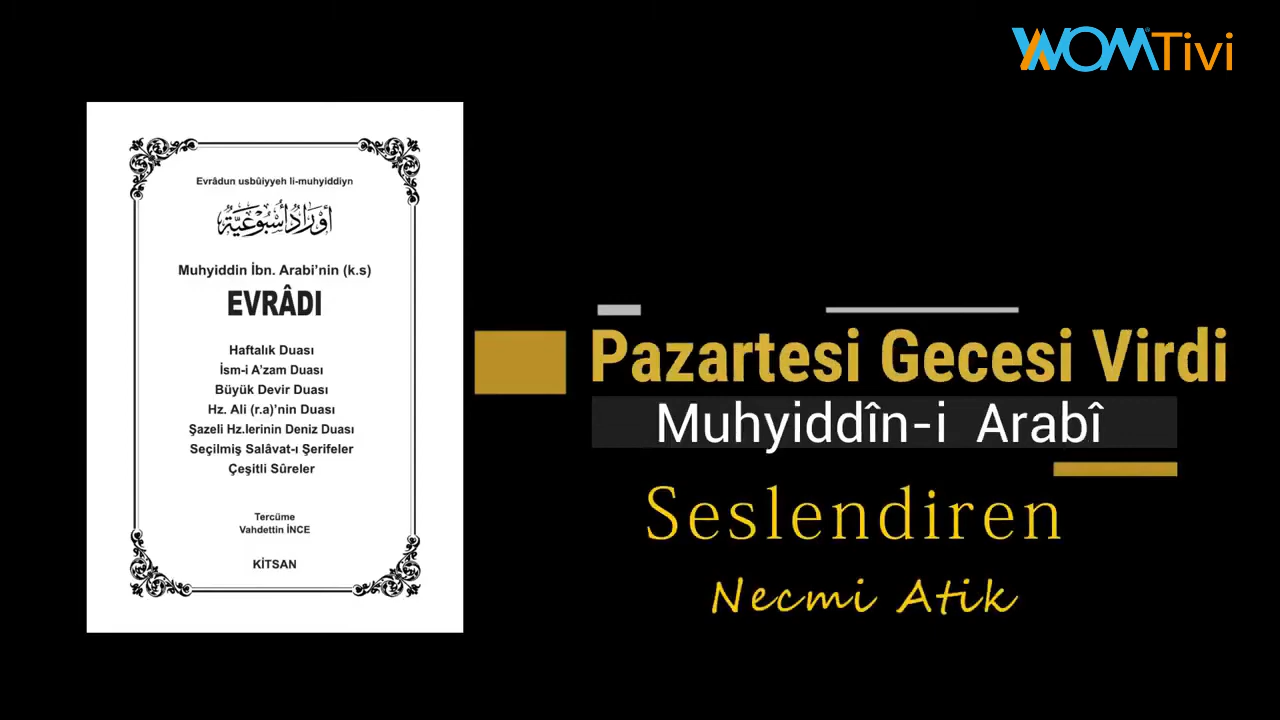 WOMTivi
Evrâdun usbûiyyeh li-muhyiddiyn
أَوْرَادُ أُسْبُوعِيَّةُ
Muhyiddin İbn. Arabi’nin (k.s)
EVRÂDI
Haftalık Duası
İsm-i A’zam Duası
Büyük Devir Duası
Hz. Ali (r.a)’nin Duası
Şazeli Hz.lerinin Deniz Duası
Seçilmiş Salâvat-ı Şerifeler
Çeşitli Sûreler
Tercüme
Vahdettin İNCE
KİTSAN
Pazartesi Gecesi Virdi
Muhyiddîn-i Arabî
Seslendiren
Necmi Atik